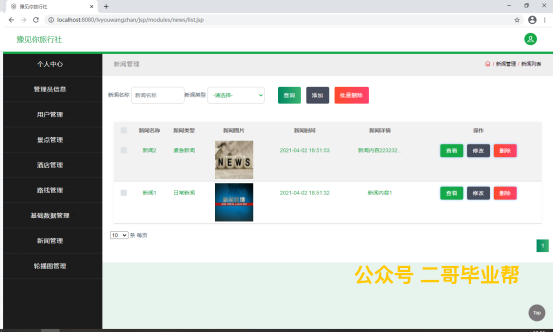 豫见你旅行社
localhost:8080/lvyouwangzhan/jsp/modules/news/list.jsp
豫见你旅行社
个人中心
管理员信息
用户管理
景点管理
酒店管理
路线管理
基础数据管理
新闻管理
轮播图管理
新闻管理
新闻管理 / 新闻列表
新闻名称 新闻名称 新闻类型 -请选择- 查询 添加 批量删除
新闻名称 新闻类型 新闻图片 新闻时间 新闻详情 操作
新闻2 NEWS 2021-04-02 16:51:53 新闻内容223232.. 查看 修改 删除
新闻1 日常新闻 2021-04-02 16:51:32 新闻内容1 查看 修改 删除
10 条 每页
1
公众号 二哥毕业帮
Top